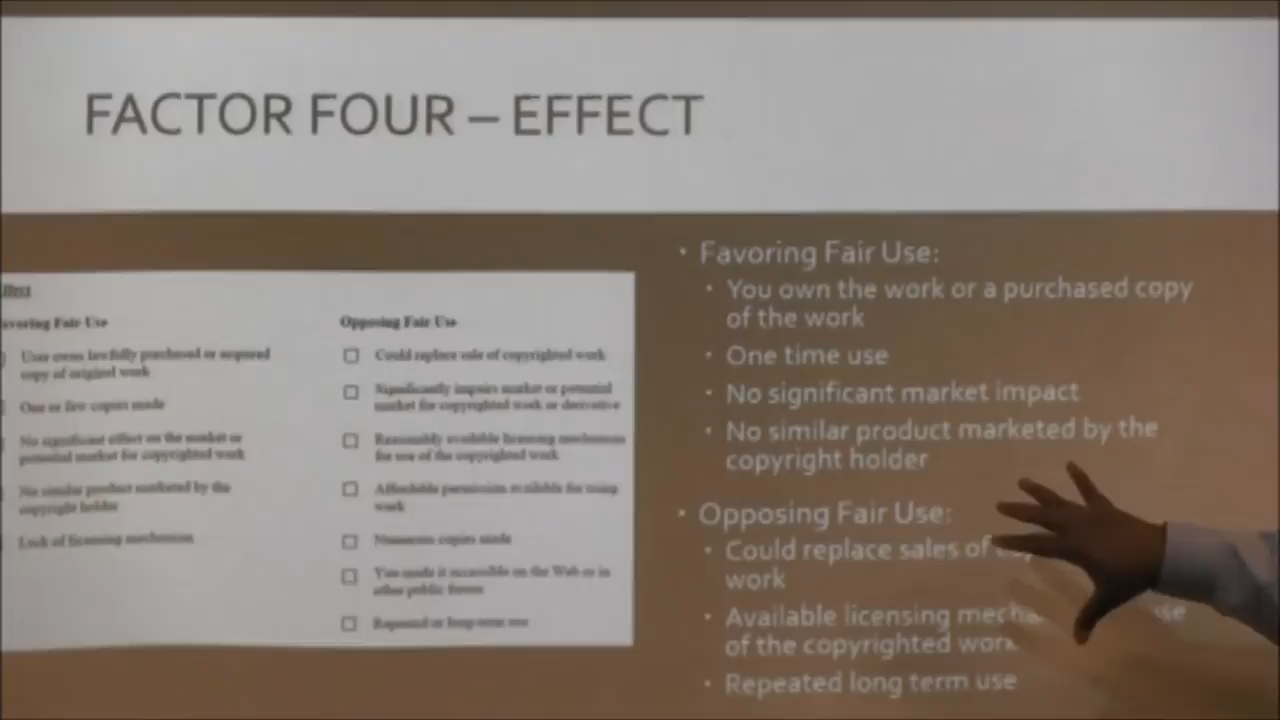 FACTOR FOUR – EFFECT
Favoring Fair Use
User owns lawfully purchased or acquired
copy of original work
One or few copies made
No significant effect on the market or
potential market for copyrighted work
No similar product marketed by the
copyright holder
Lack of licensing mechanism
Opposing Fair Use
Could replace sale of copyrighted work
Significantly impairs market or potential
market for copyrighted work or derivative
Reasonably available licensing mechanism
for use of the copyrighted work
Affordable permission available for using
work
Numerous copies made
You made it accessible on the Web or in
other public forum
Repeated or long-term use
• Favoring Fair Use:
• You own the work or a purchased copy
of the work
• One time use
• No significant market impact
• No similar product marketed by the
copyright holder
• Opposing Fair Use:
• Could replace sales of
work
• Available licensing
of the copyrighted work
• Repeated long term use